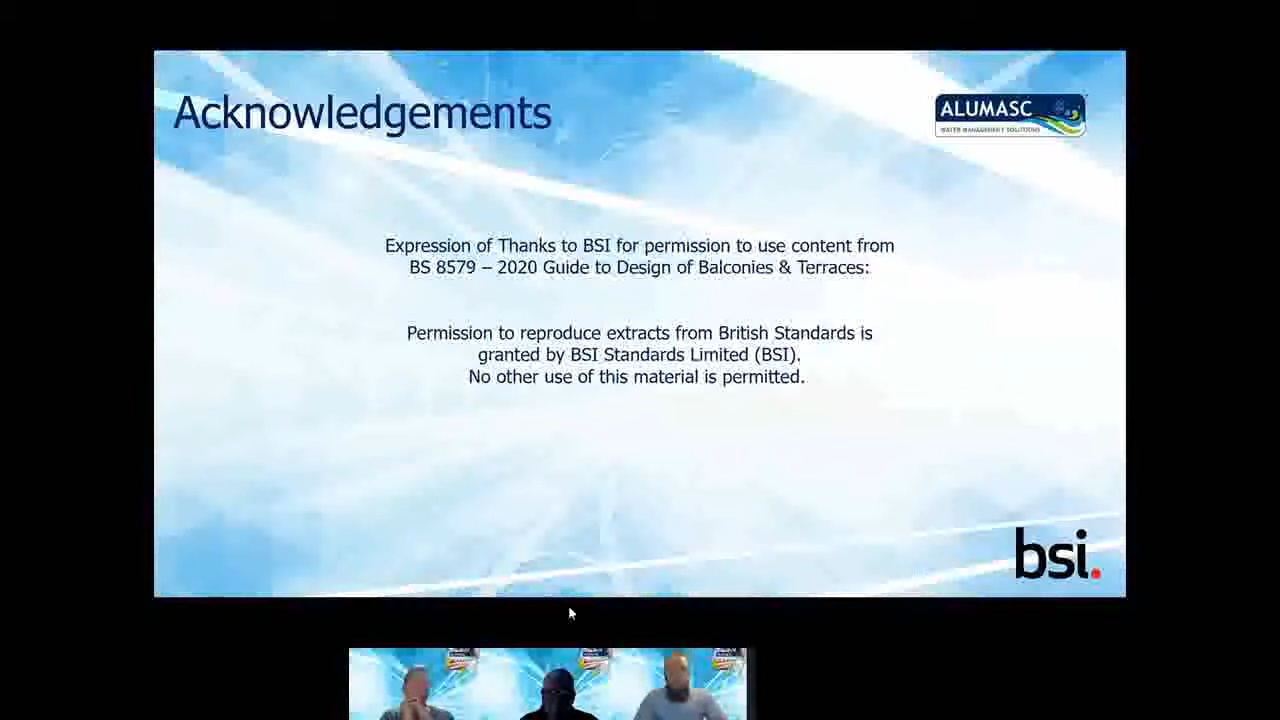 Acknowledgements
ALUMASC
WATER MANAGEMENT SOLUTIONS
Expression of Thanks to BSI for permission to use content from
BS 8579 – 2020 Guide to Design of Balconies & Terraces:
Permission to reproduce extracts from British Standards is
granted by BSI Standards Limited (BSI).
No other use of this material is permitted.
bsi.